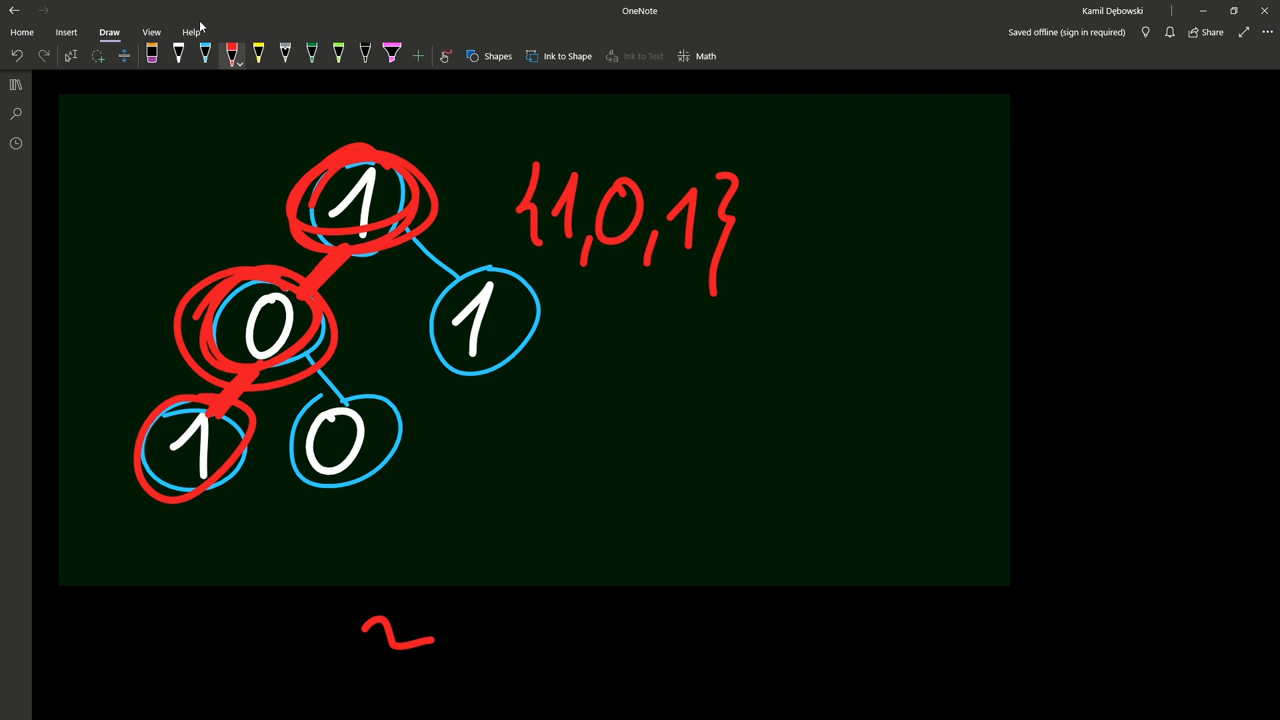 OneNote
Kamil Dębowski
Home Insert Draw View Help
Saved offline (sign in required) Share
Shapes Ink to Shape Ink to Text Math
1 {1,0,1}
0 1
1 0